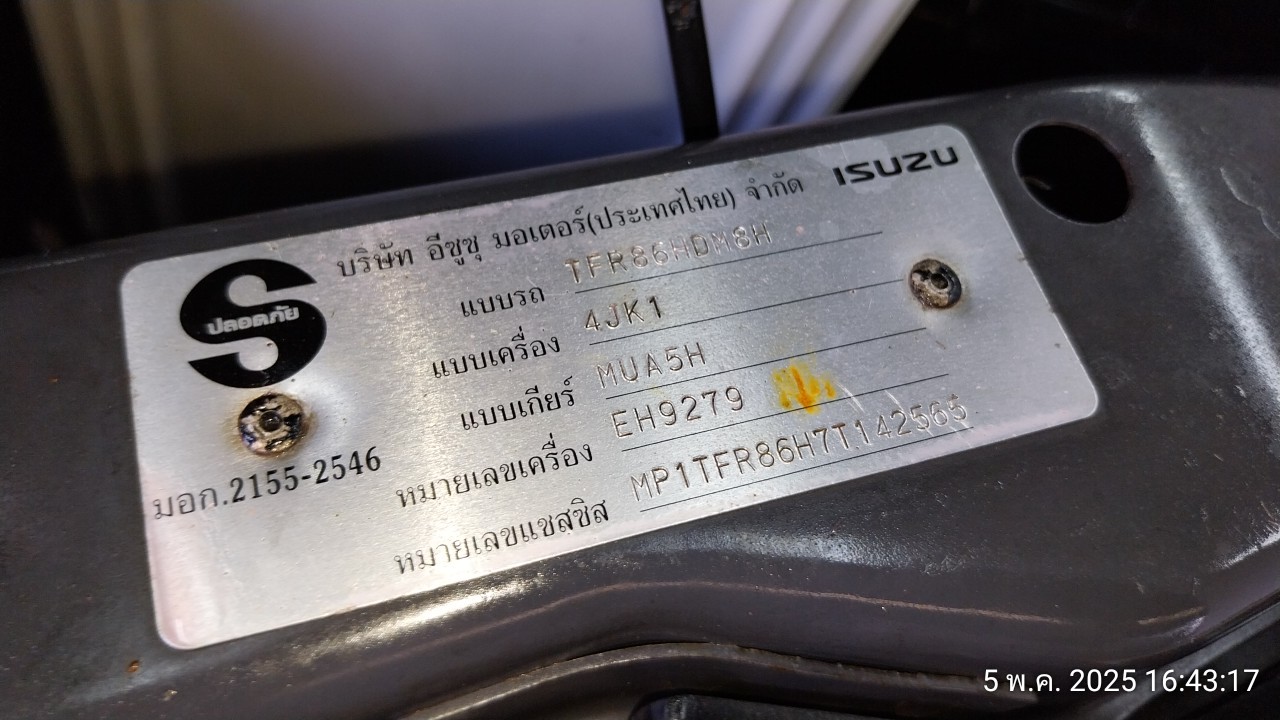 บริษัท อีซูซุ มอเตอร์(ประเทศไทย) จำกัด ISUZU
ปลอดภัย
แบบรถ TFR86HDM8H
แบบเครื่อง 4JK1
แบบเกียร์ MUA5H
หมายเลขเครื่อง EH9279
หมายเลขแชสซิส MP1TFR86H7T142565
มอก.2155-2546
5 พ.ค. 2025 16:43:17